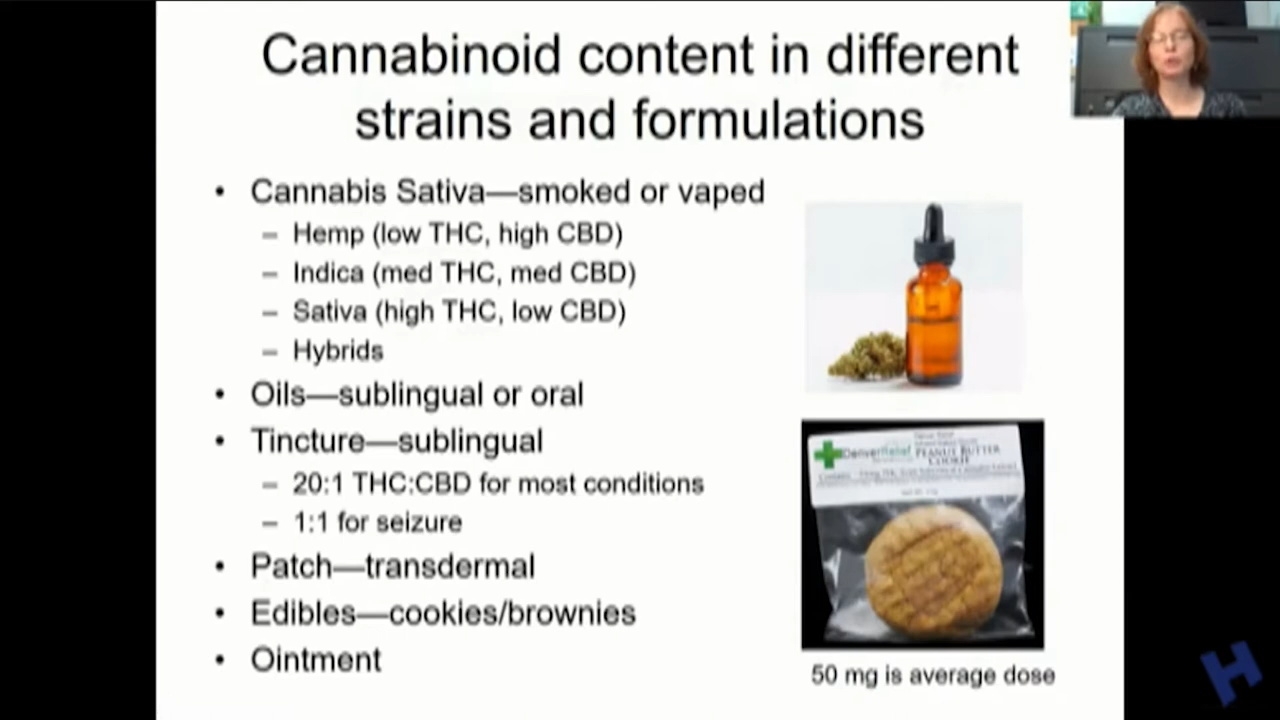 Cannabinoid content in different
strains and formulations
• Cannabis Sativa—smoked or vaped
– Hemp (low THC, high CBD)
– Indica (med THC, med CBD)
– Sativa (high THC, low CBD)
– Hybrids
• Oils—sublingual or oral
• Tincture—sublingual
– 20:1 THC:CBD for most conditions
– 1:1 for seizure
• Patch—transdermal
• Edibles—cookies/brownies
• Ointment
DenverRelief
PEANUT BUTTER
COOKIE
50 mg is average dose
H